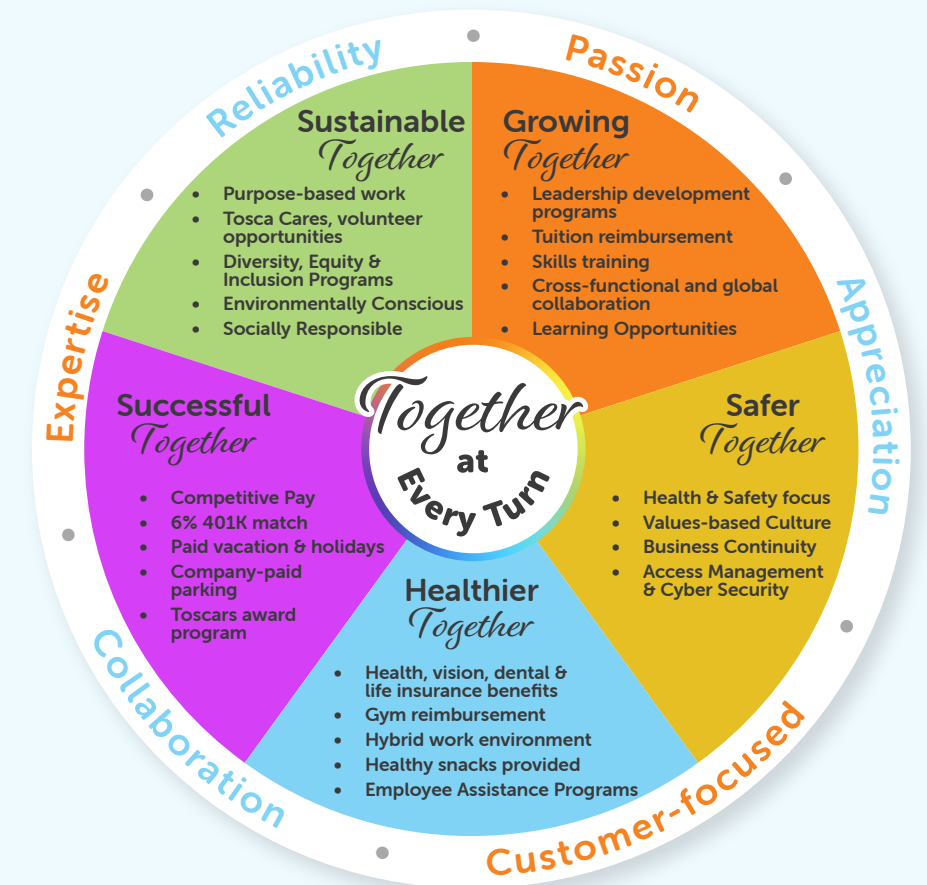 Reliability
Passion
Appreciation
Customer-focused
Collaboration
Expertise
Sustainable
Together
• Purpose-based work
• Tosca Cares, volunteer
opportunities
• Diversity, Equity &
Inclusion Programs
• Environmentally Conscious
• Socially Responsible
Growing
Together
• Leadership development
programs
• Tuition reimbursement
• Skills training
• Cross-functional and global
collaboration
• Learning Opportunities
Successful
Together
• Competitive Pay
• 6% 401K match
• Paid vacation & holidays
• Company-paid
parking
• Toscars award
program
Together
at
Every Turn
Safer
Together
• Health & Safety focus
• Values-based Culture
• Business Continuity
• Access Management
& Cyber Security
Healthier
Together
• Health, vision, dental &
life insurance benefits
• Gym reimbursement
• Hybrid work environment
• Healthy snacks provided
• Employee Assistance Programs